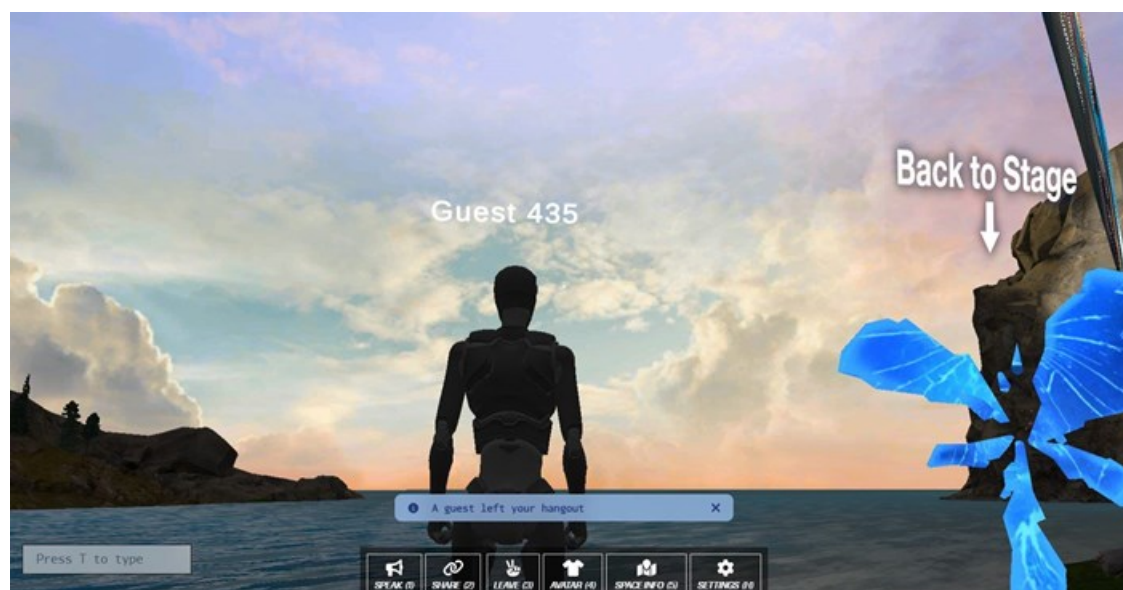 Back to Stage
Guest 435
A guest left your hangout
Press T to type
SPEAK (1) SHARE (2) LEAVE (3) AVATAR (4) SPACE INFO (5) SETTINGS (H)